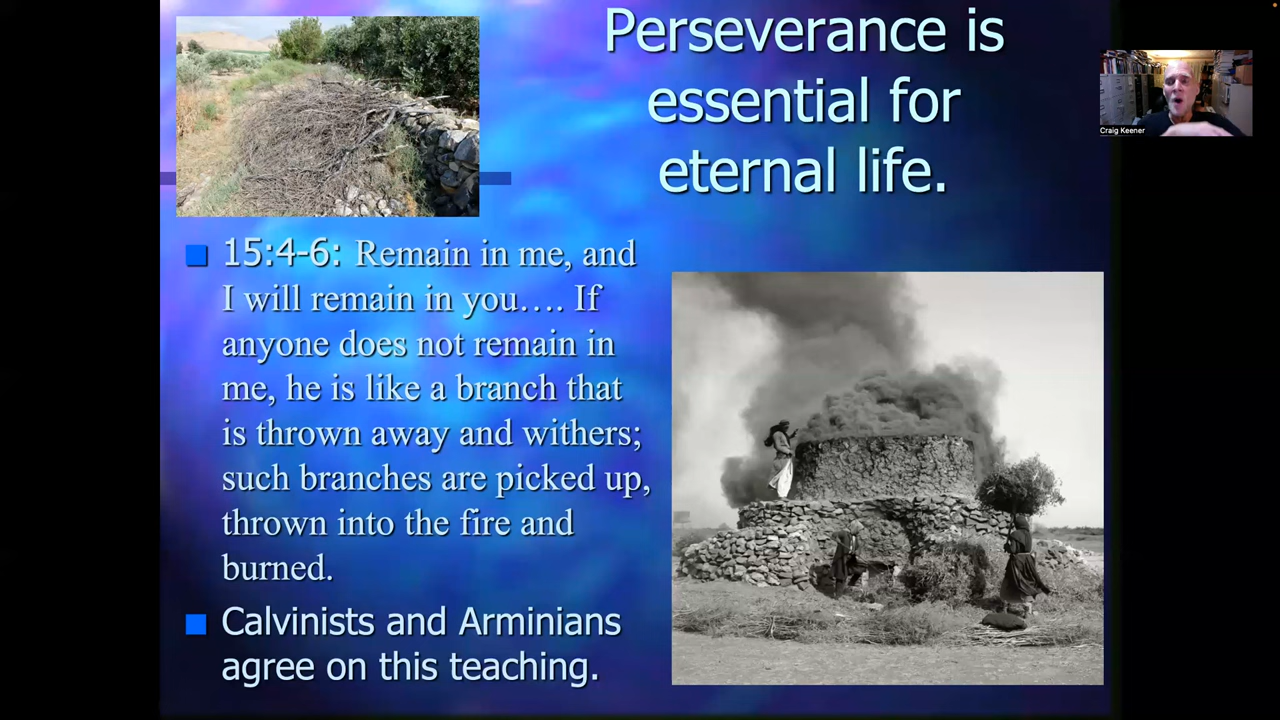 Perseverance is
essential for
eternal life.
15:4-6: Remain in me, and
I will remain in you…. If
anyone does not remain in
me, he is like a branch that
is thrown away and withers;
such branches are picked up,
thrown into the fire and
burned.
Calvinists and Arminians
agree on this teaching.
Craig Keener